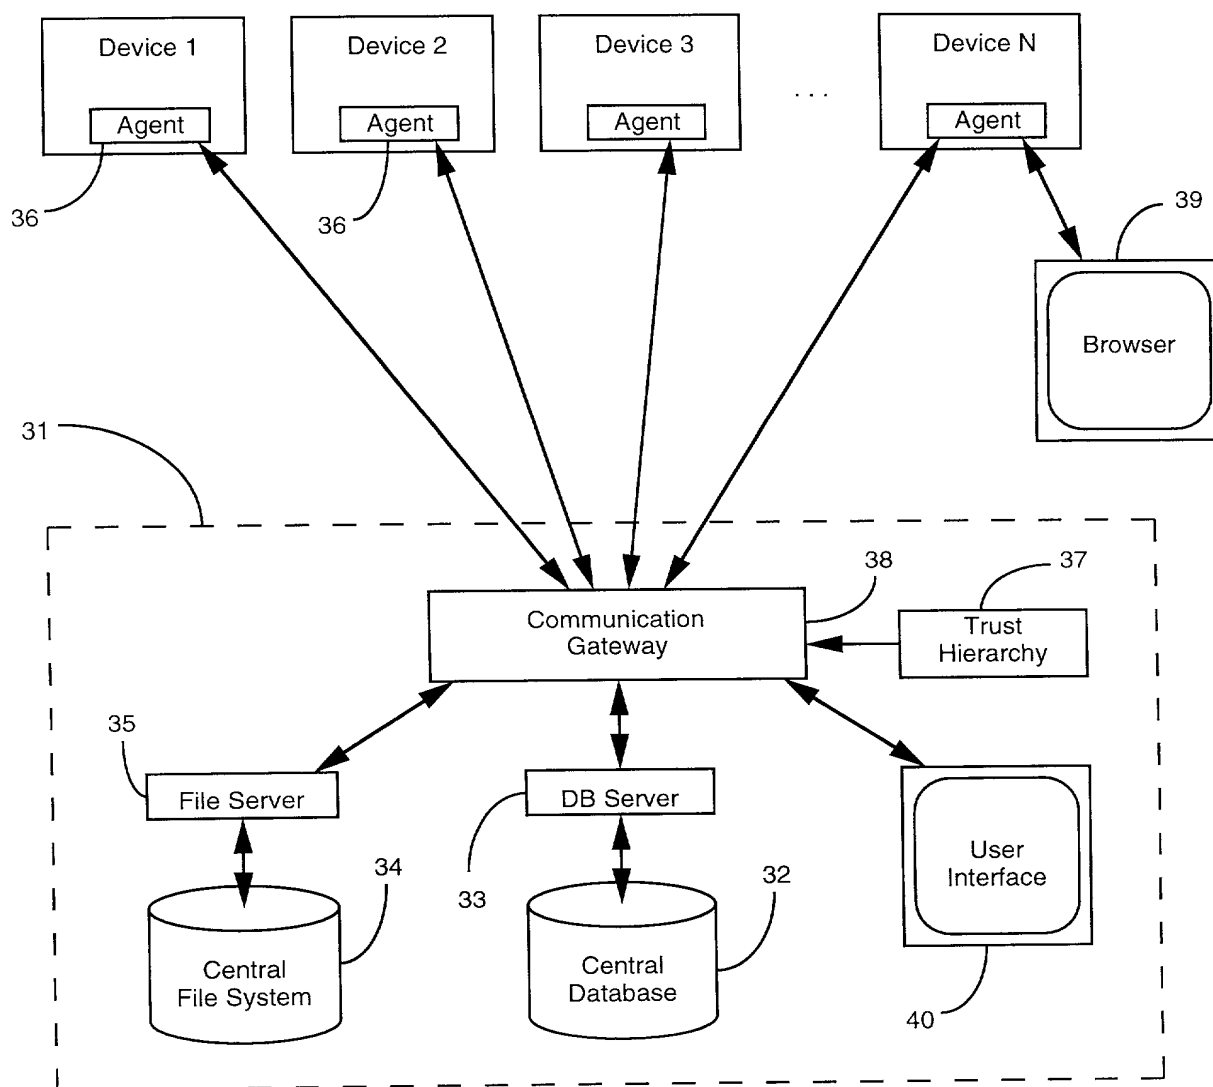 Device 1
Device 2
Device 3
. . .
Device N
Agent
Agent
Agent
Agent
36
36
39
Browser
31
38
37
Communication
Gateway
Trust
Hierarchy
35
File Server
33
DB Server
User
Interface
34
32
40
Central
File System
Central
Database